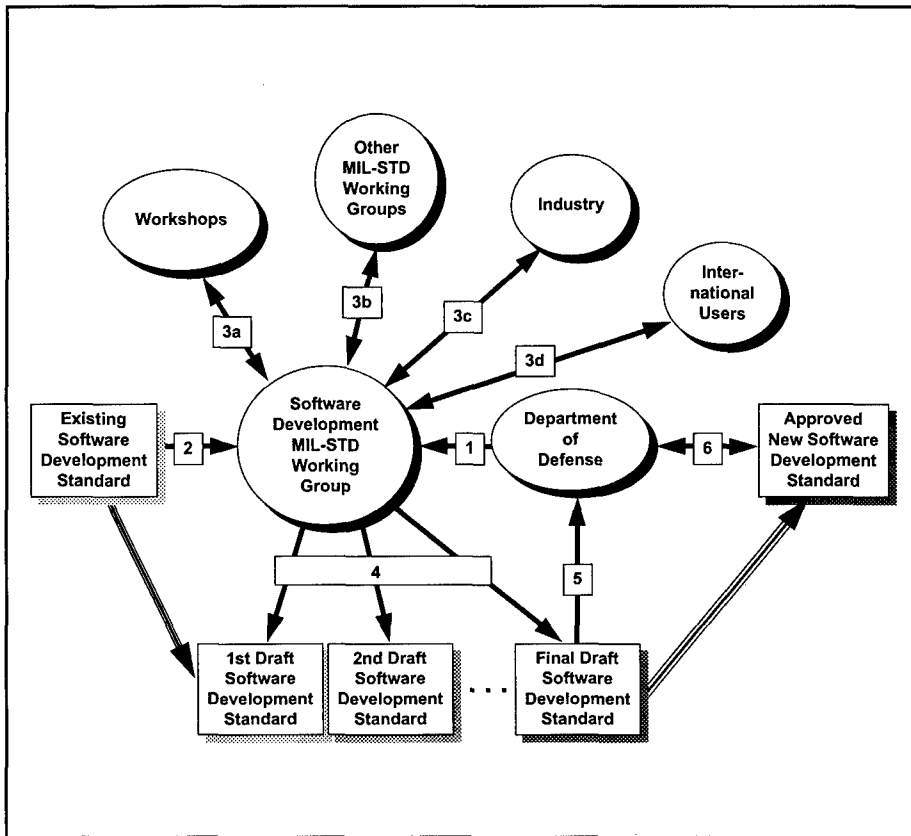 Other
MIL-STD
Working
Groups
Workshops
Industry
Inter-
national
Users
3a
3b
3c
3d
Existing
Software
Development
Standard
2
Software
Development
MIL-STD
Working
Group
1
Department
of
Defense
6
Approved
New Software
Development
Standard
4
5
1st Draft
Software
Development
Standard
2nd Draft
Software
Development
Standard
. . .
Final Draft
Software
Development
Standard